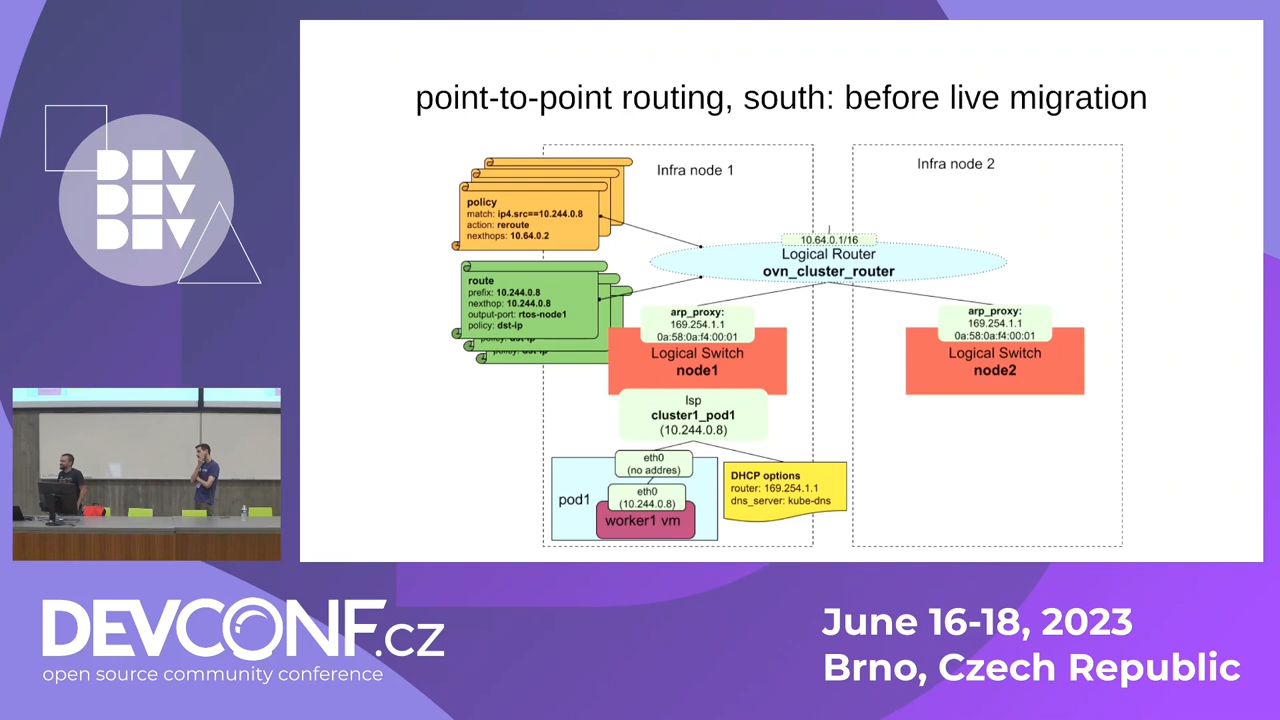 point-to-point routing, south: before live migration
Infra node 1
Infra node 2
policy
match: ip4.src==10.244.0.8
action: reroute
nexthops: 10.64.0.2
10.64.0.1/16
Logical Router
ovn_cluster_router
route
prefix: 10.244.0.8
nexthop: 10.244.0.8
output-port: rtos-node1
policy: dst-ip
policy: dst-ip
policy: dst-ip
arp_proxy:
169.254.1.1
0a:58:0a:f4:00:01
Logical Switch
node1
arp_proxy:
169.254.1.1
0a:58:0a:f4:00:01
Logical Switch
node2
lsp
cluster1_pod1
(10.244.0.8)
eth0
(no addres)
pod1
eth0
(10.244.0.8)
worker1 vm
DHCP options
router: 169.254.1.1
dns_server: kube-dns
DEV
DEV
DEV
DEVCONF.cz
open source community conference
June 16-18, 2023
Brno, Czech Republic